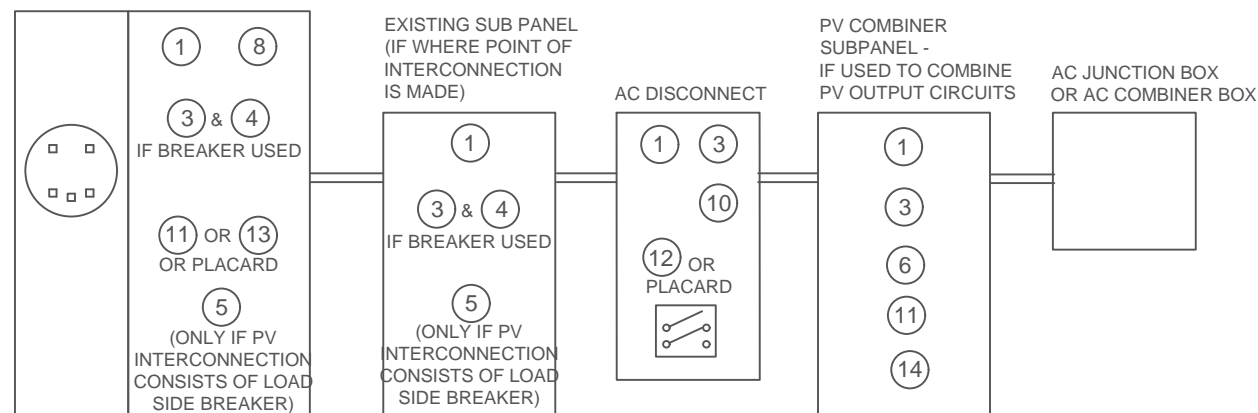 1 8
3 & 4
IF BREAKER USED
11 OR 13
OR PLACARD
5
(ONLY IF PV
INTERCONNECTION
CONSISTS OF LOAD
SIDE BREAKER)
EXISTING SUB PANEL
(IF WHERE POINT OF
INTERCONNECTION
IS MADE)
1
3 & 4
IF BREAKER USED
5
(ONLY IF PV
INTERCONNECTION
CONSISTS OF LOAD
SIDE BREAKER)
AC DISCONNECT
1 3
10
12 OR
PLACARD
PV COMBINER
SUBPANEL -
IF USED TO COMBINE
PV OUTPUT CIRCUITS
1
3
6
11
14
AC JUNCTION BOX
OR AC COMBINER BOX